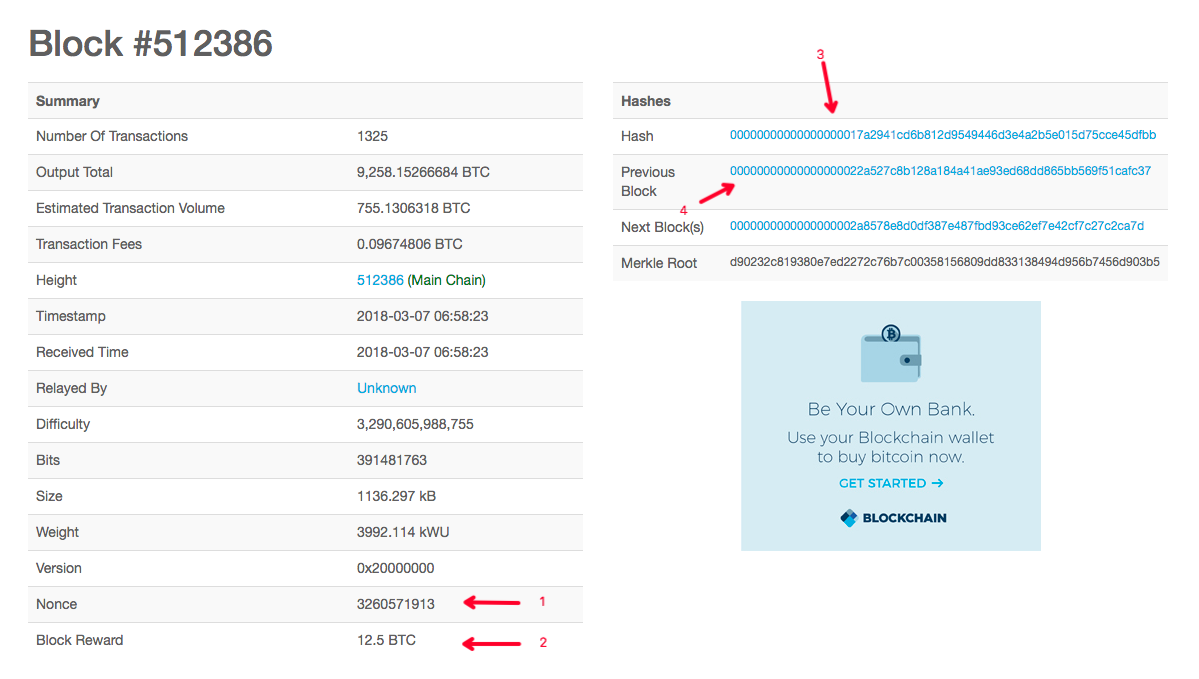 Block #512386
Summary
Number Of Transactions 1325
Output Total 9,258.15266684 BTC
Estimated Transaction Volume 755.1306318 BTC
Transaction Fees 0.09674806 BTC
Height 512386 (Main Chain)
Timestamp 2018-03-07 06:58:23
Received Time 2018-03-07 06:58:23
Relayed By Unknown
Difficulty 3,290,605,988,755
Bits 391481763
Size 1136.297 kB
Weight 3992.114 kWU
Version 0x20000000
Nonce 3260571913 1
Block Reward 12.5 BTC 2
3
Hashes
Hash 00000000000000000017a2941cd6b812d9549446d3e4a2b5e015d75cce45dfbb
Previous 00000000000000000022a527c8b128a184a41ae93ed68dd865bb569f51cafc37
Block
4
Next Block(s) 0000000000000000002a8578e8d0df387e487fbd93ce62ef7e42cf7c27c2ca7d
Merkle Root d90232c819380e7ed2272c76b7c00358156809dd833138494d956b7456d903b5
Be Your Own Bank.
Use your Blockchain wallet
to buy bitcoin now.
GET STARTED →
BLOCKCHAIN